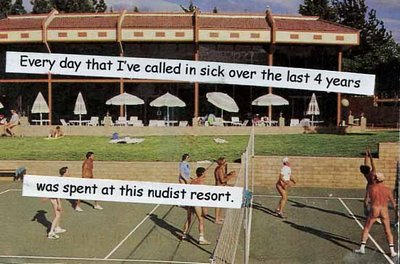 Every day that I've called in sick over the last 4 years
was spent at this nudist resort.